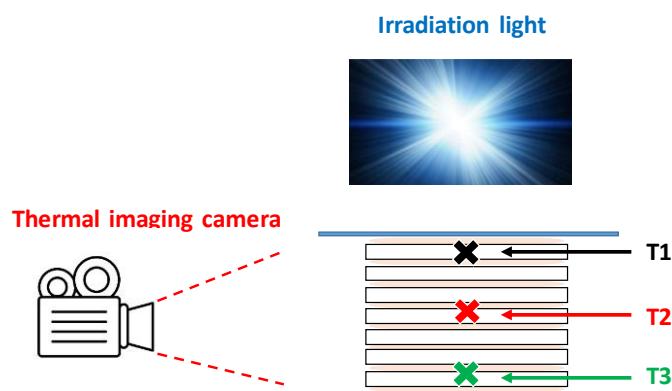 Irradiation light
Thermal imaging camera
T1
T2
T3